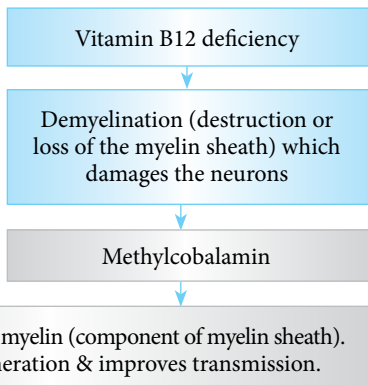 Vitamin B12 deficiency
Demyelination (destruction or
loss of the myelin sheath) which
damages the neurons
Methylcobalamin
myelin (component of myelin sheath).
neration & improves transmission.